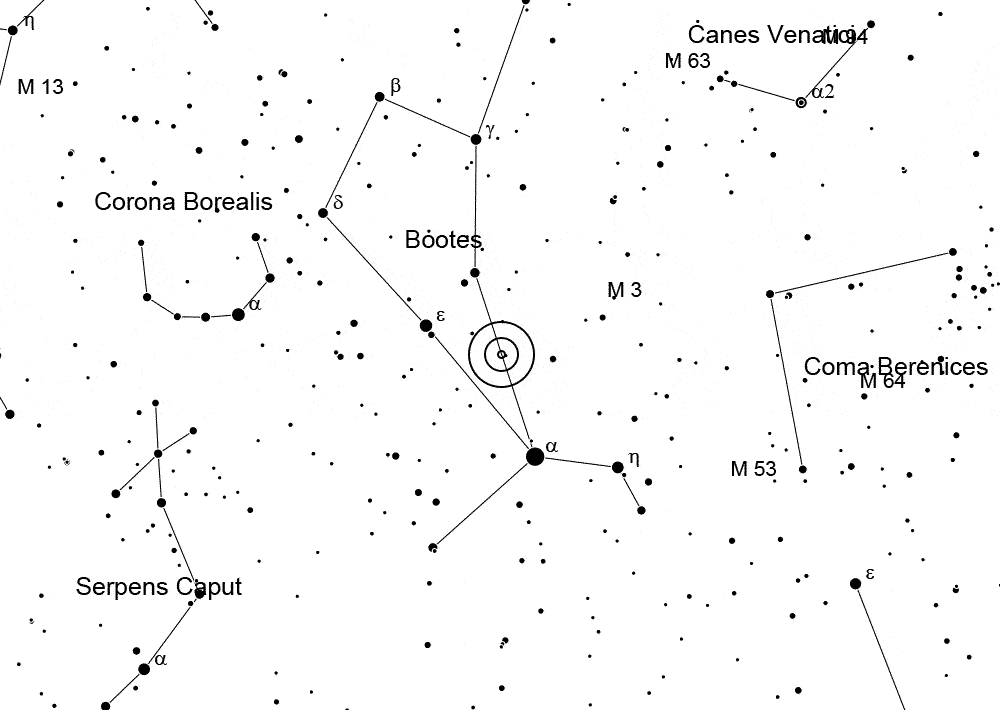 η
Canes Venatici
M 94
M 63
M 13
β
α2
γ
Corona Borealis
δ
Bootes
M 3
α
ε
Coma Berenices
M 64
α
η
M 53
ε
Serpens Caput
α